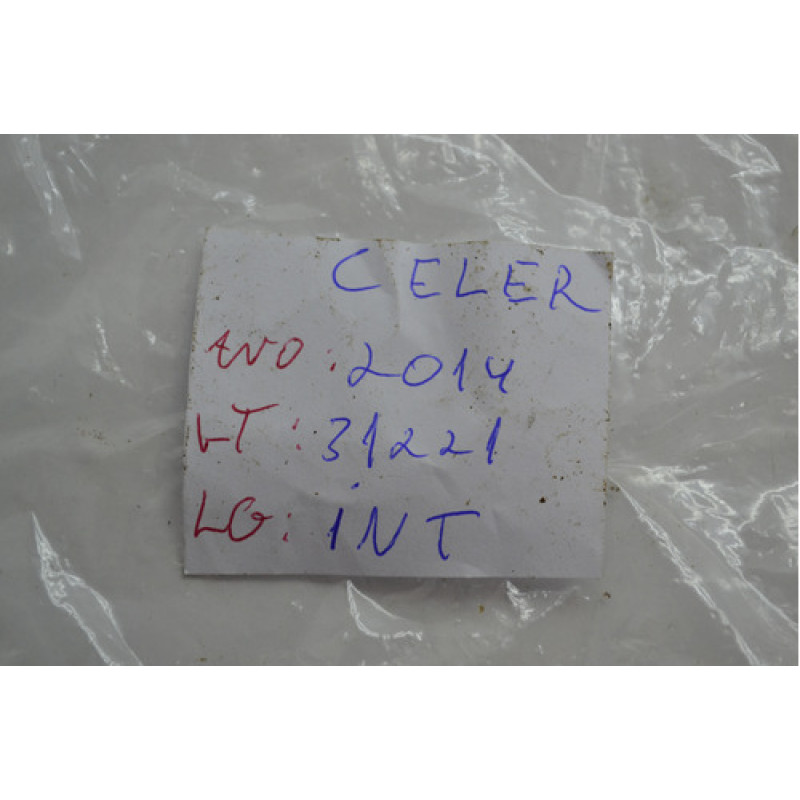 CELER
ANO: 2014
LT: 31221
LG: INT